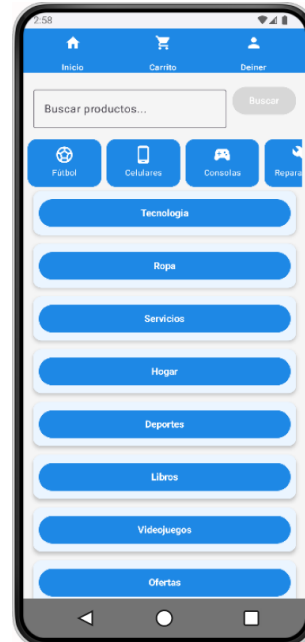 2:58
Inicio Carrito Deiner
Buscar productos... Buscar
Fútbol Celulares Consolas Repara
Tecnología
Ropa
Servicios
Hogar
Deportes
Libros
Videojuegos
Ofertas